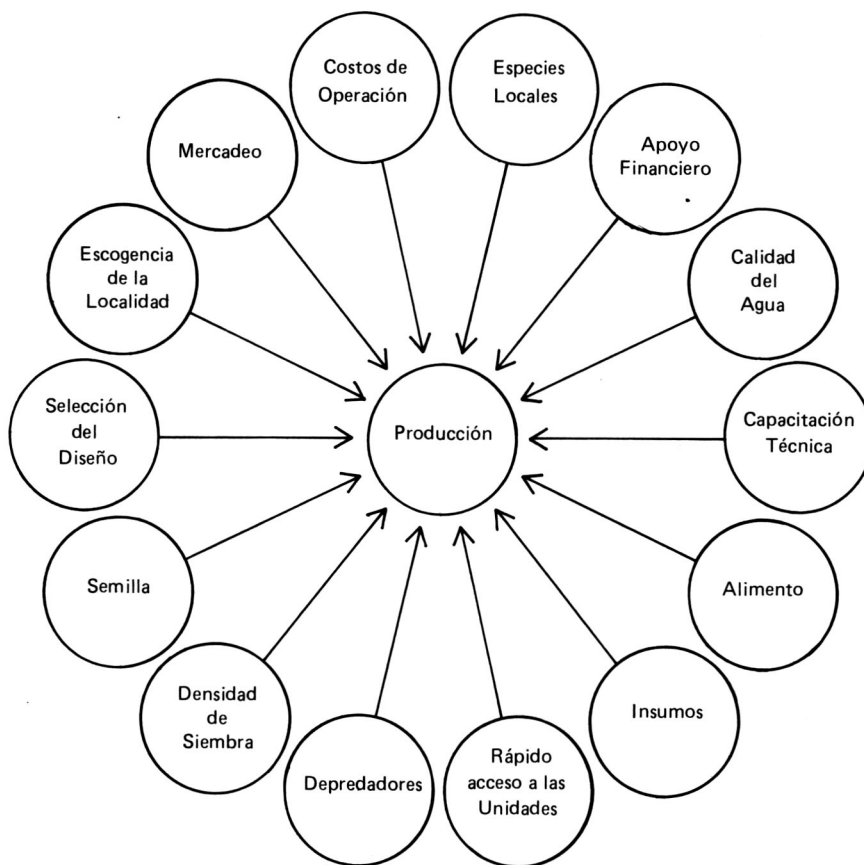 Costos de
Operación
Especies
Locales
Apoyo
Financiero
Calidad
del
Agua
Capacitación
Técnica
Alimento
Insumos
Rápido
acceso a las
Unidades
Depredadores
Densidad
de
Siembra
Semilla
Selección
del
Diseño
Escogencia
de la
Localidad
Mercadeo
Producción